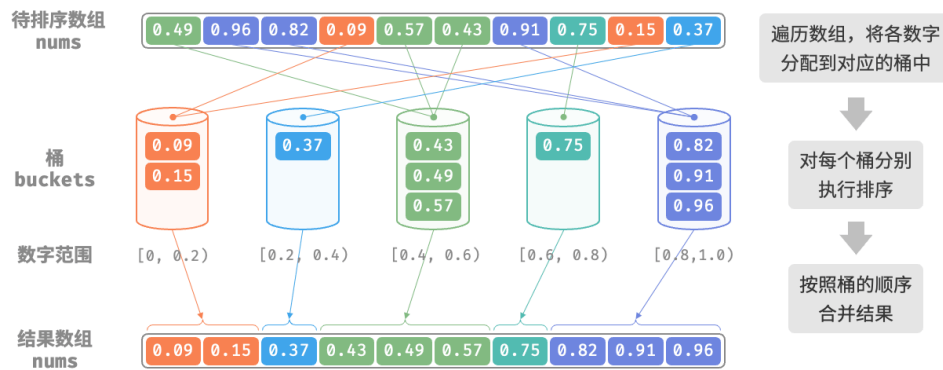 待排序数组
nums
0.49 0.96 0.82 0.09 0.57 0.43 0.91 0.75 0.15 0.37
遍历数组，将各数字
分配到对应的桶中
桶
buckets
0.09
0.15
0.37
0.43
0.49
0.57
0.75
0.82
0.91
0.96
对每个桶分别
执行排序
数字范围
[0, 0.2) [0.2, 0.4) [0.4, 0.6) [0.6, 0.8) [0.8,1.0)
按照桶的顺序
合并结果
结果数组
nums
0.09 0.15 0.37 0.43 0.49 0.57 0.75 0.82 0.91 0.96